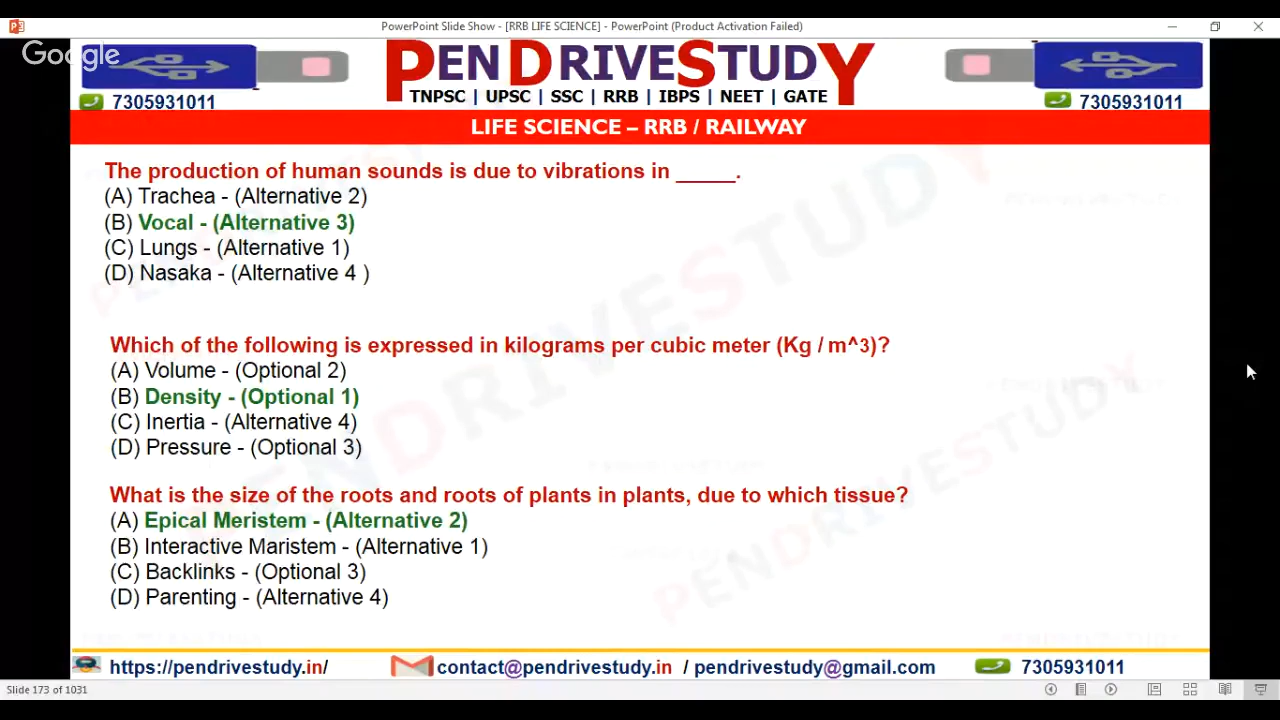 PowerPoint Slide Show - [RRB LIFE SCIENCE] - PowerPoint (Product Activation Failed)
Google
PENDRIVESTUDY
7305931011
TNPSC | UPSC | SSC | RRB | IBPS | NEET | GATE
7305931011
LIFE SCIENCE – RRB / RAILWAY
The production of human sounds is due to vibrations in _____.
(A) Trachea - (Alternative 2)
(B) Vocal - (Alternative 3)
(C) Lungs - (Alternative 1)
(D) Nasaka - (Alternative 4 )
Which of the following is expressed in kilograms per cubic meter (Kg / m^3)?
(A) Volume - (Optional 2)
(B) Density - (Optional 1)
(C) Inertia - (Alternative 4)
(D) Pressure - (Optional 3)
What is the size of the roots and roots of plants in plants, due to which tissue?
(A) Epical Meristem - (Alternative 2)
(B) Interactive Maristem - (Alternative 1)
(C) Backlinks - (Optional 3)
(D) Parenting - (Alternative 4)
PENDRIVESTUDY
PENDRIVESTUDY
https://pendrivestudy.in/
contact@pendrivestudy.in / pendrivestudy@gmail.com
7305931011
Slide 173 of 1031